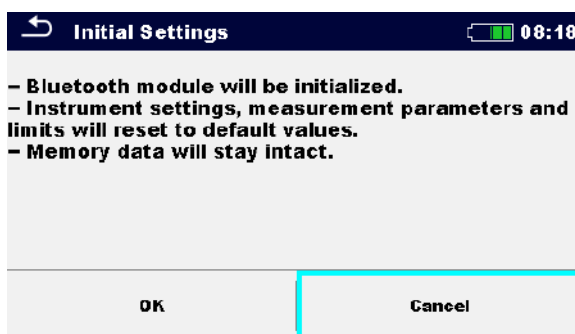 Initial Settings 08:18
– Bluetooth module will be initialized.
– Instrument settings, measurement parameters and
limits will reset to default values.
– Memory data will stay intact.
OK Cancel